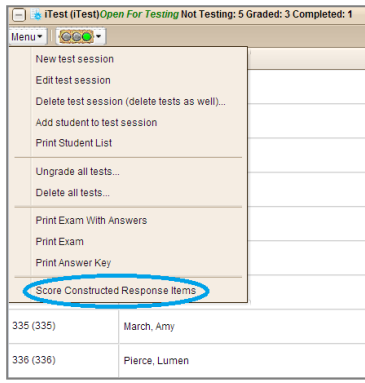 iTest (iTest)Open For Testing Not Testing: 5 Graded: 3 Completed: 1
Menu
New test session
Edit test session
Delete test session (delete tests as well)...
Add student to test session
Print Student List
Ungrade all tests...
Delete all tests...
Print Exam With Answers
Print Exam
Print Answer Key
Score Constructed Response Items
335 (335) March, Amy
336 (336) Pierce, Lumen